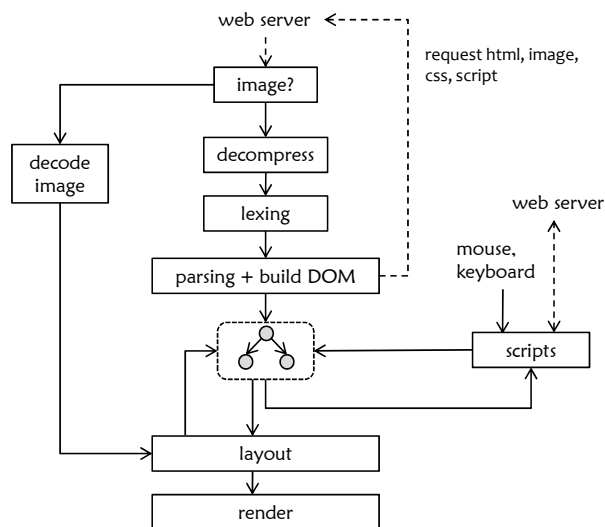 web server
request html, image,
css, script
image?
decompress
decode
image
lexing
web server
mouse,
keyboard
parsing + build DOM
scripts
layout
render